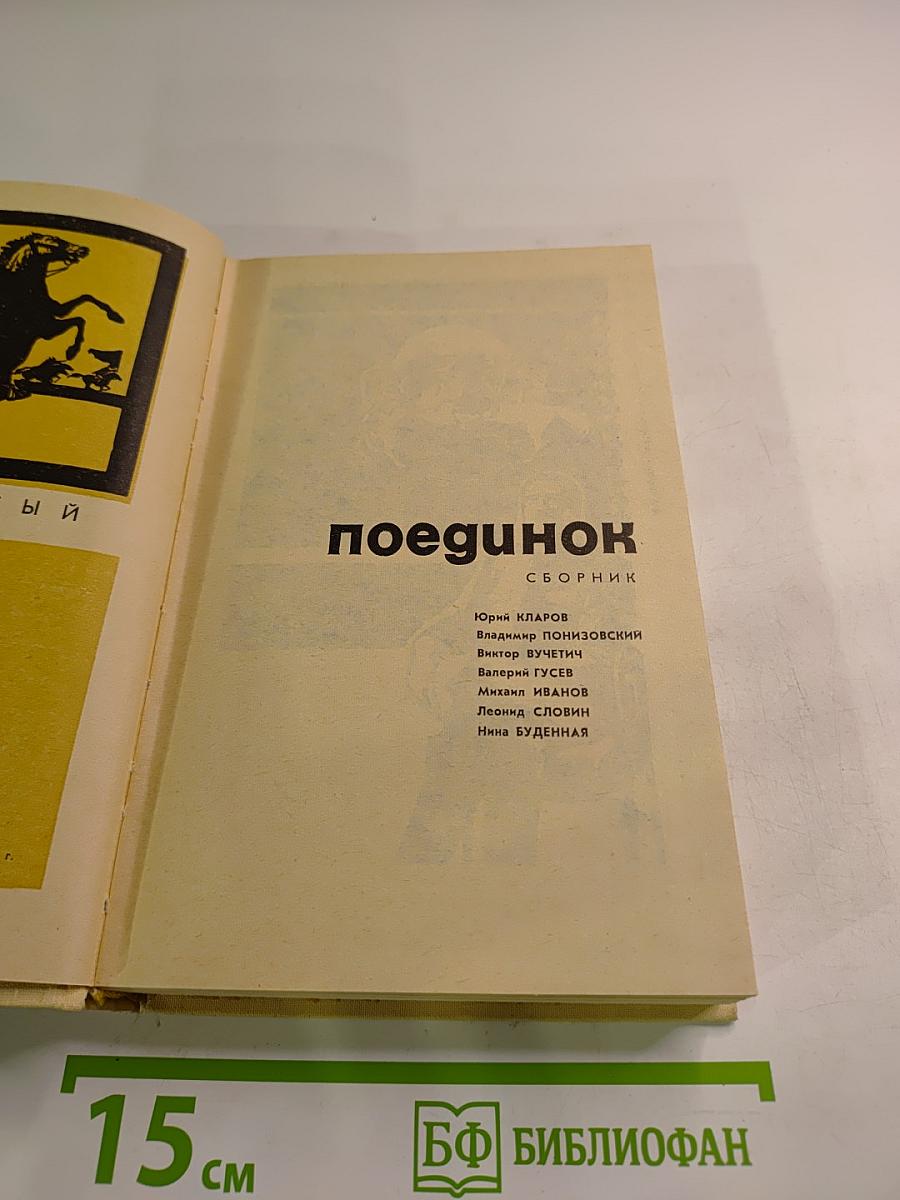 ЫЙ
г.
поединок
СБОРНИК
Юрий КЛАРОВ
Владимир ПОНИЗОВСКИЙ
Виктор ВУЧЕТИЧ
Валерий ГУСЕВ
Михаил ИВАНОВ
Леонид СЛОВИН
Нина БУДЕННАЯ
15 см
БФ БИБЛИОФАН